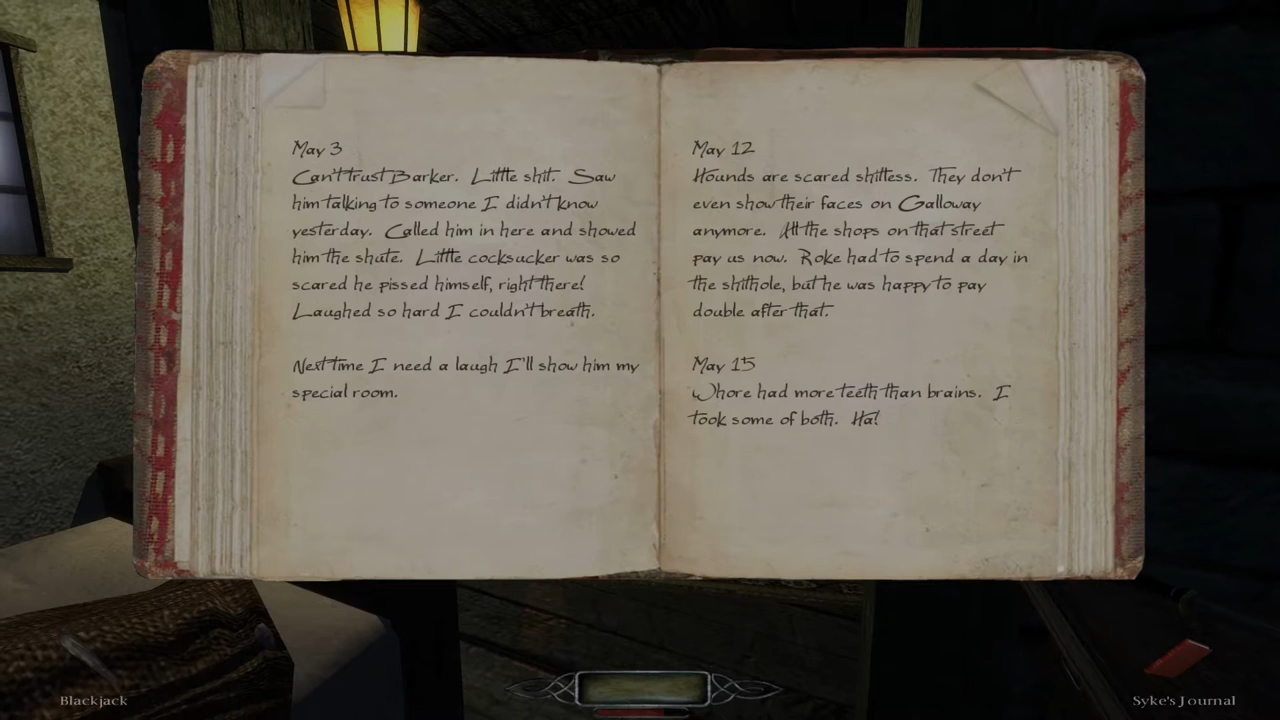 May 3
Can't trust Barker. Little shit. Saw
him talking to someone I didn't know
yesterday. Called him in here and showed
him the shute. Little cocksucker was so
scared he pissed himself, right there!
Laughed so hard I couldn't breath.
Next time I need a laugh I'll show him my
special room.
May 12
Hounds are scared shitless. They don't
even show their faces on Galloway
anymore. All the shops on that street
pay us now. Roke had to spend a day in
the shithole, but he was happy to pay
double after that.
May 15
Whore had more teeth than brains. I
took some of both. Ha!
Blackjack
Syke's Journal